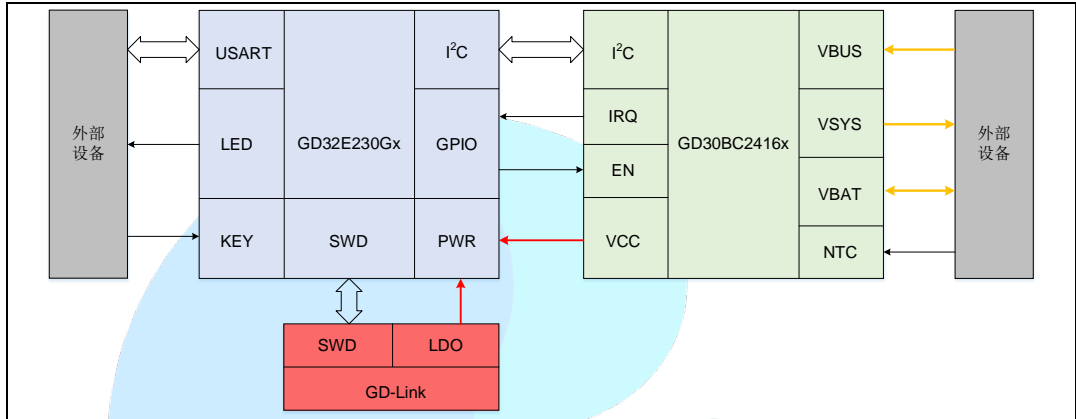 外部
设备
USART
LED
KEY
GD32E230Gx
SWD
I²C
GPIO
PWR
I²C
IRQ
EN
VCC
GD30BC2416x
VBUS
VSYS
VBAT
NTC
外部
设备
SWD
LDO
GD-Link